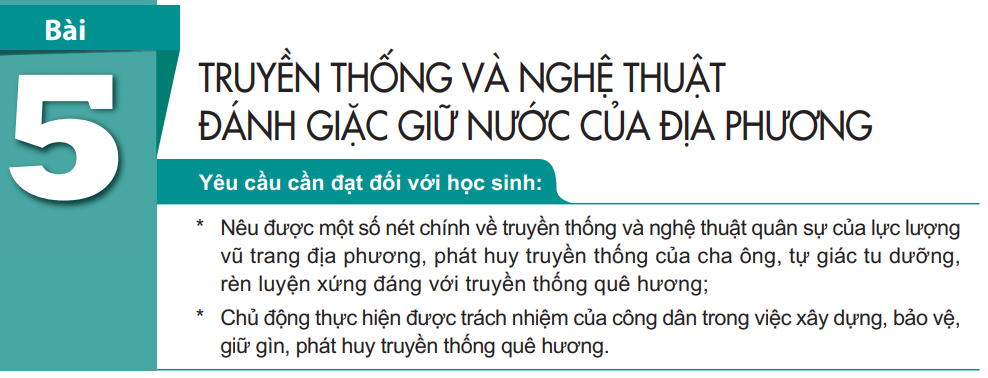 Bài
5
TRUYỀN THỐNG VÀ NGHỆ THUẬT
ĐÁNH GIẶC GIỮ NƯỚC CỦA ĐỊA PHƯƠNG
Yêu cầu cần đạt đối với học sinh:
* Nêu được một số nét chính về truyền thống và nghệ thuật quân sự của lực lượng
vũ trang địa phương, phát huy truyền thống của cha ông, tự giác tu dưỡng,
rèn luyện xứng đáng với truyền thống quê hương;
* Chủ động thực hiện được trách nhiệm của công dân trong việc xây dựng, bảo vệ,
giữ gìn, phát huy truyền thống quê hương.